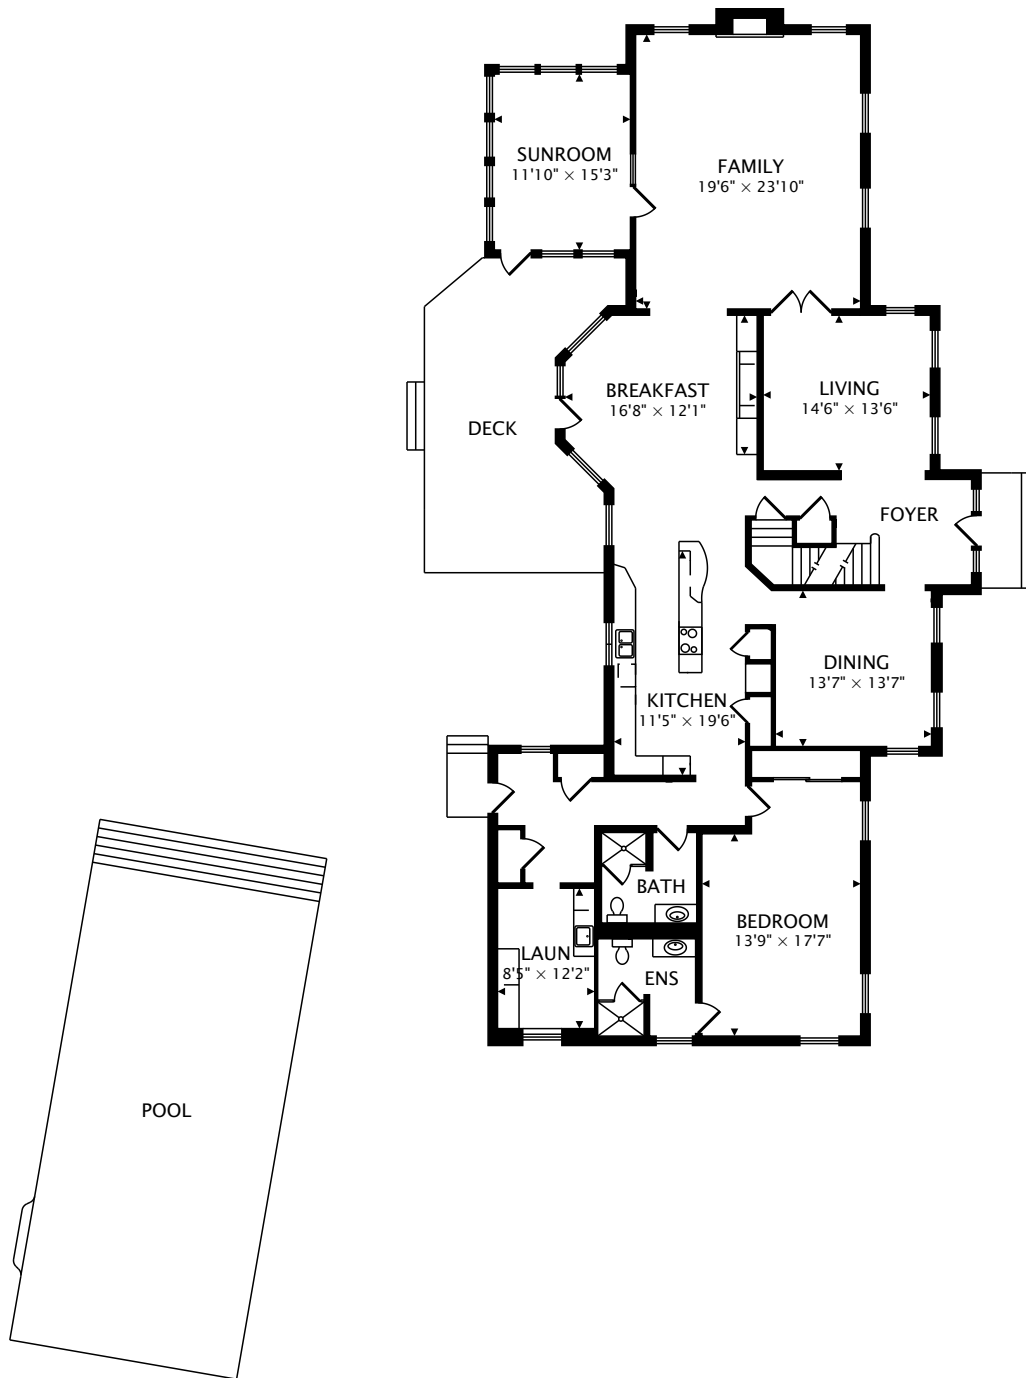 SUNROOM
11'10" × 15'3"
FAMILY
19'6" × 23'10"
BREAKFAST
16'8" × 12'1"
LIVING
14'6" × 13'6"
DECK
FOYER
DINING
13'7" × 13'7"
KITCHEN
11'5" × 19'6"
BATH
BEDROOM
13'9" × 17'7"
LAUN
8'5" × 12'2"
ENS
POOL